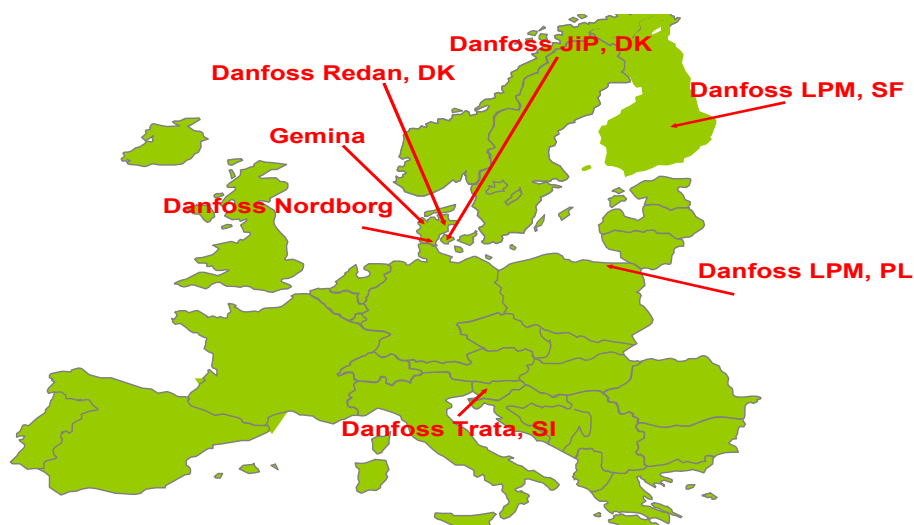 Danfoss JiP, DK
Danfoss Redan, DK
Danfoss LPM, SF
Gemina
Danfoss Nordborg
Danfoss LPM, PL
Danfoss Trata, SI